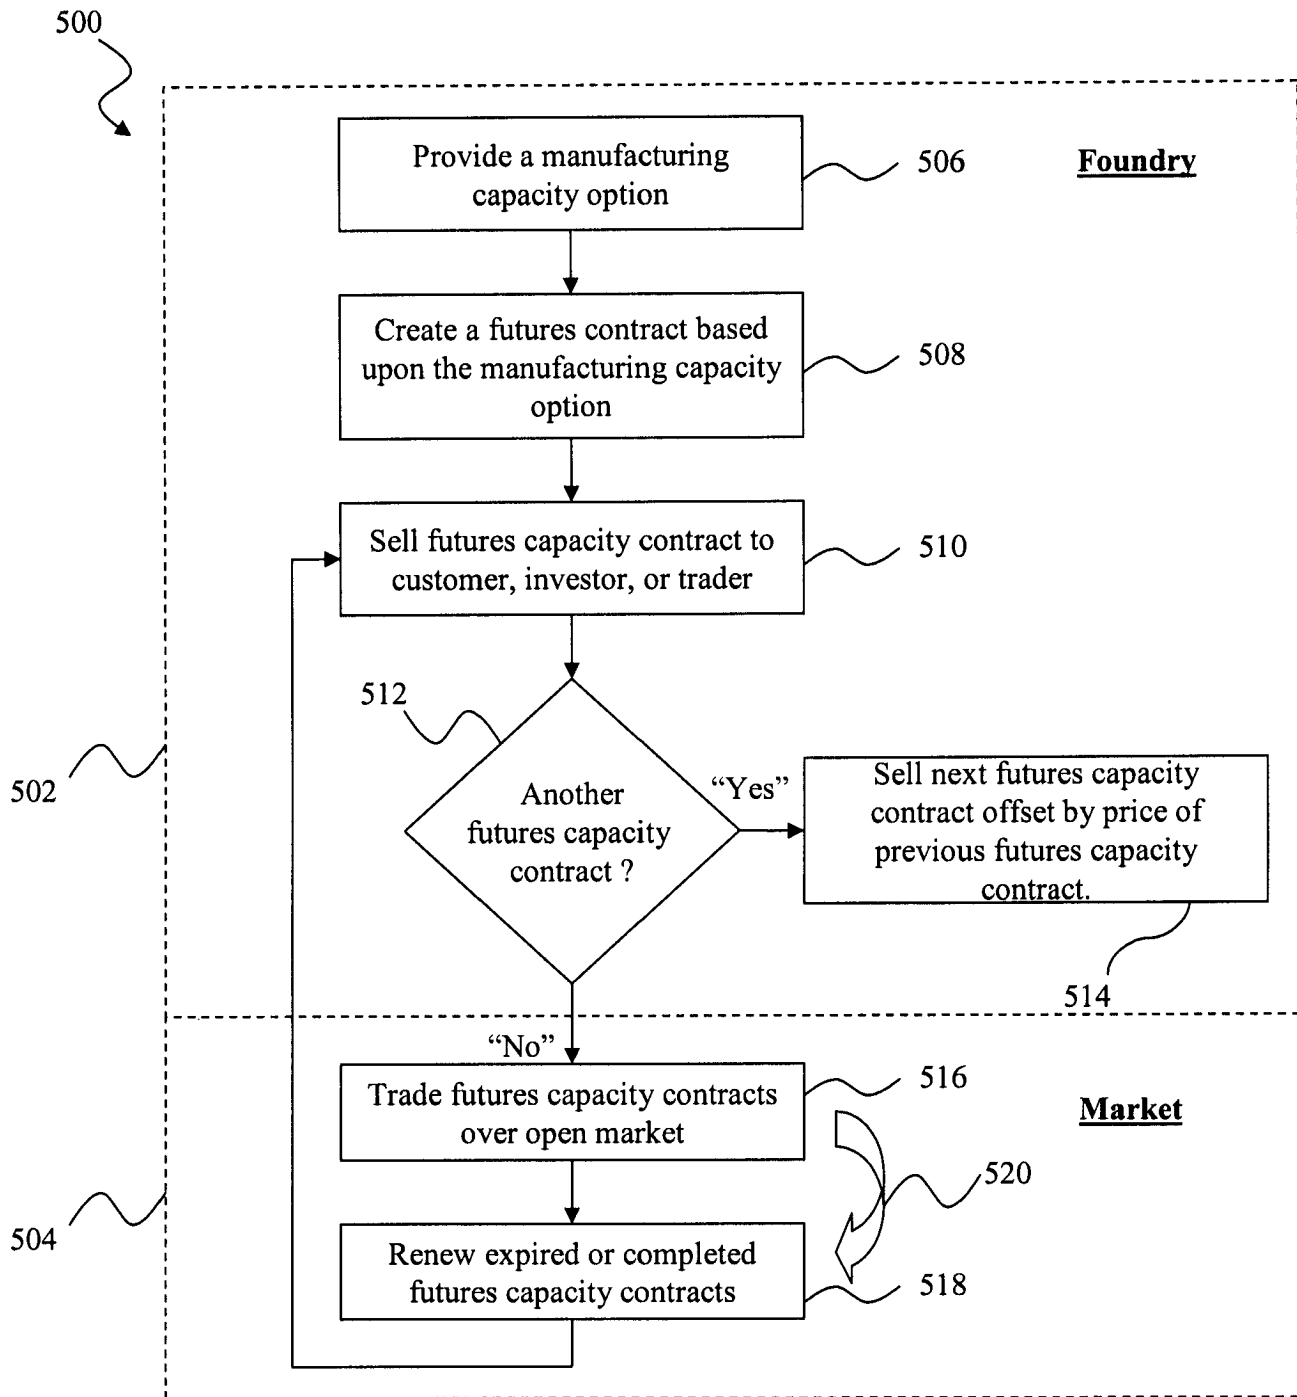 500
Provide a manufacturing
capacity option
506
Foundry
Create a futures contract based
upon the manufacturing capacity
option
508
Sell futures capacity contract to
customer, investor, or trader
510
512
Another
futures capacity
contract ?
“Yes”
Sell next futures capacity
contract offset by price of
previous futures capacity
contract.
502
514
“No”
Trade futures capacity contracts
over open market
516
Market
520
504
Renew expired or completed
futures capacity contracts
518